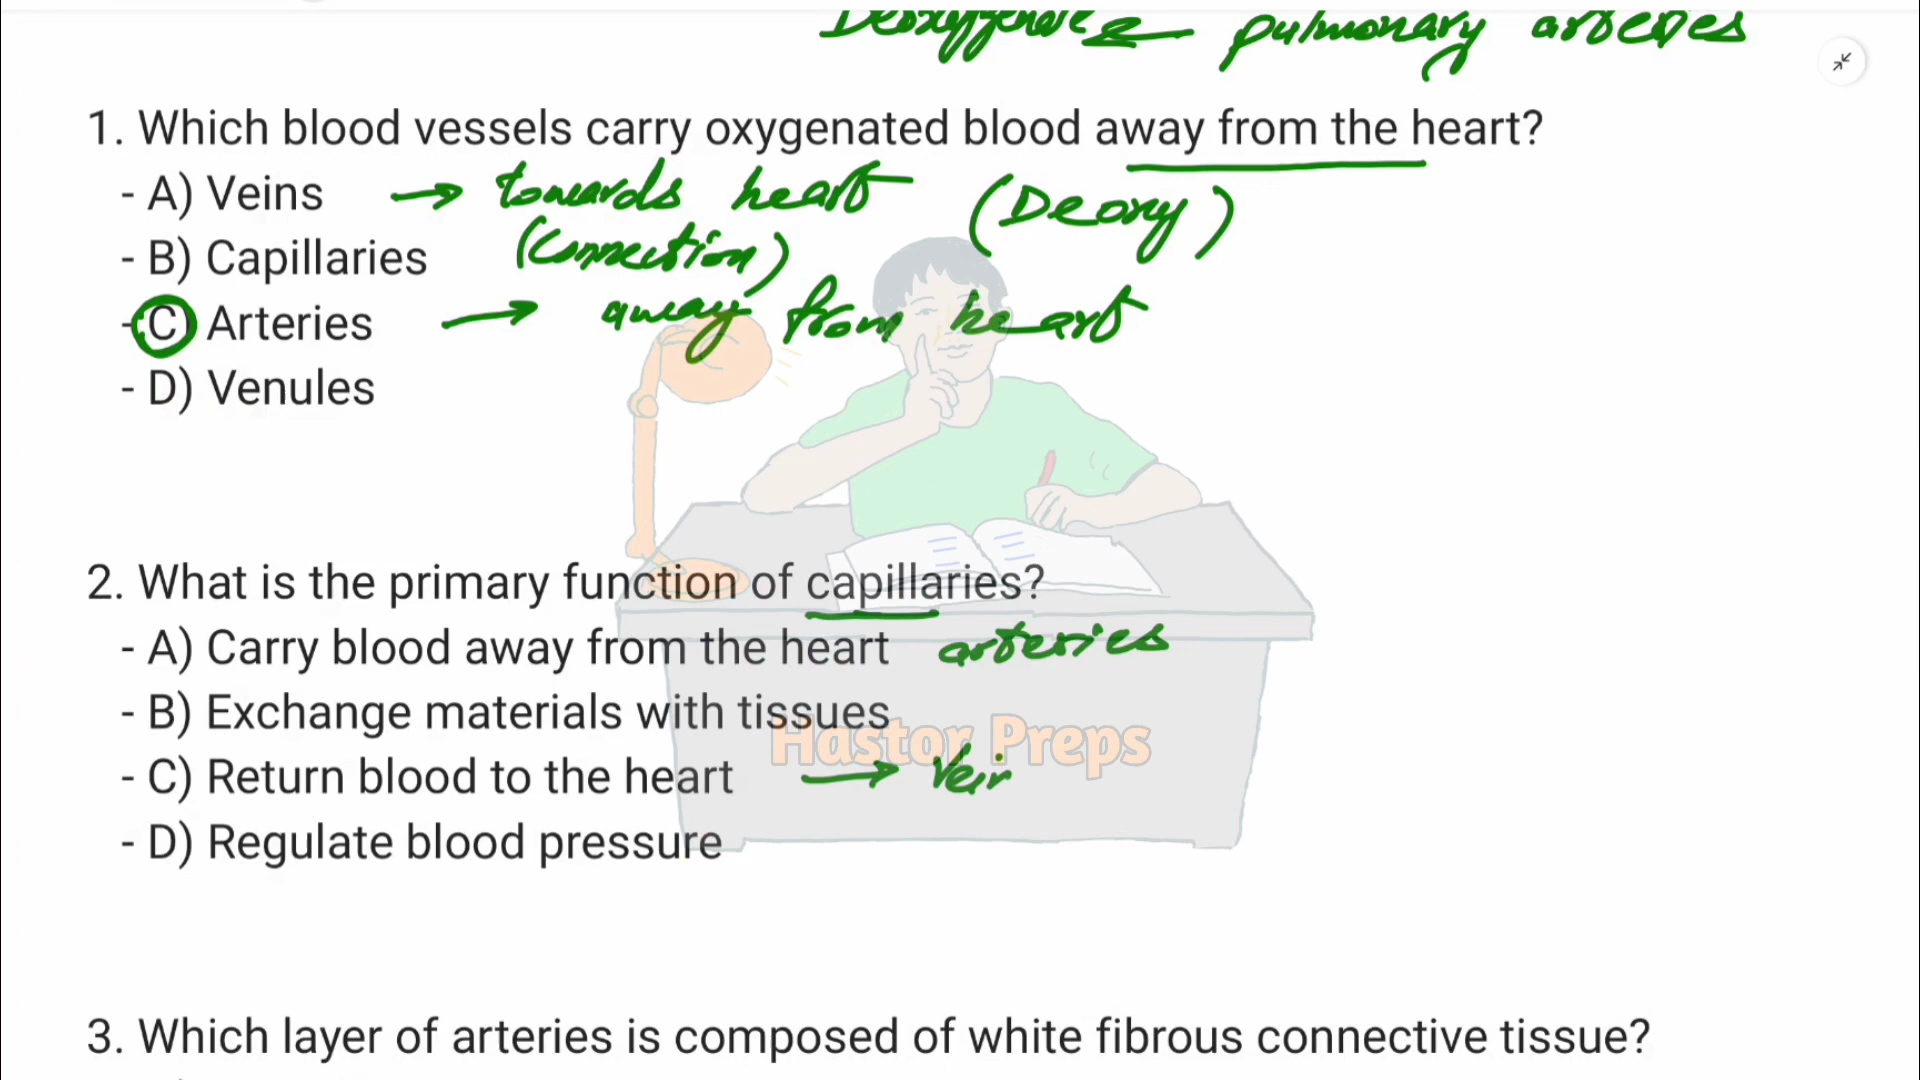 Deoxygenate pulmonary arteries
1. Which blood vessels carry oxygenated blood away from the heart?
- A) Veins → towards heart (Deoxy)
- B) Capillaries (Connection)
- C) Arteries → away from heart
- D) Venules
2. What is the primary function of capillaries?
- A) Carry blood away from the heart arteries
- B) Exchange materials with tissues
Hastor Preps
- C) Return blood to the heart → Vein
- D) Regulate blood pressure
3. Which layer of arteries is composed of white fibrous connective tissue?